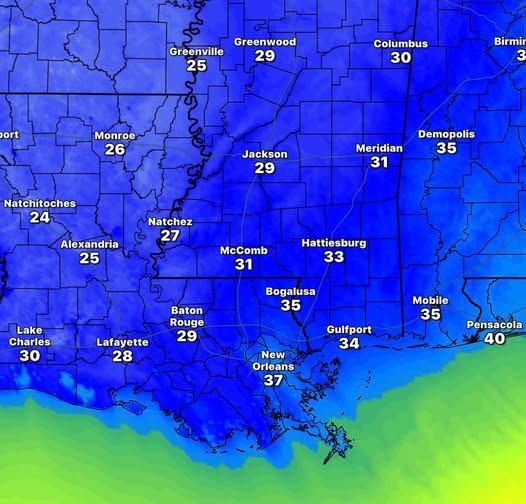 Greenwood
29
Columbus
30
Birmin
3
Greenville
25
port
Monroe
26
Demopolis
35
Jackson
29
Meridian
31
Natchitoches
24
Natchez
27
Alexandria
25
McComb
31
Hattiesburg
33
Bogalusa
35
Mobile
35
Baton
Rouge
29
Lake
Charles
30
Lafayette
28
Gulfport
34
Pensacola
40
New
Orleans
37